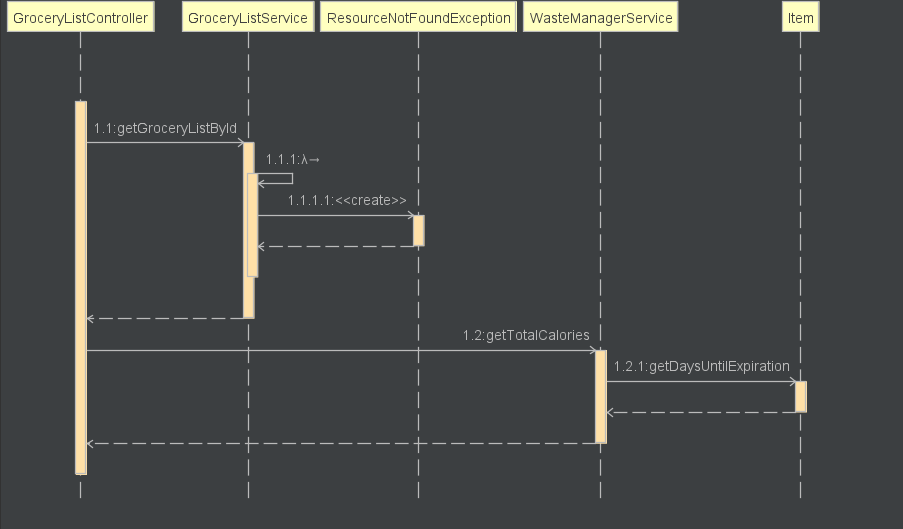 GroceryListController GroceryListService ResourceNotFoundException WasteManagerService Item
1.1:getGroceryListById
1.1.1:λ→
1.1.1.1:<<create>>
1.2:getTotalCalories
1.2.1:getDaysUntilExpiration